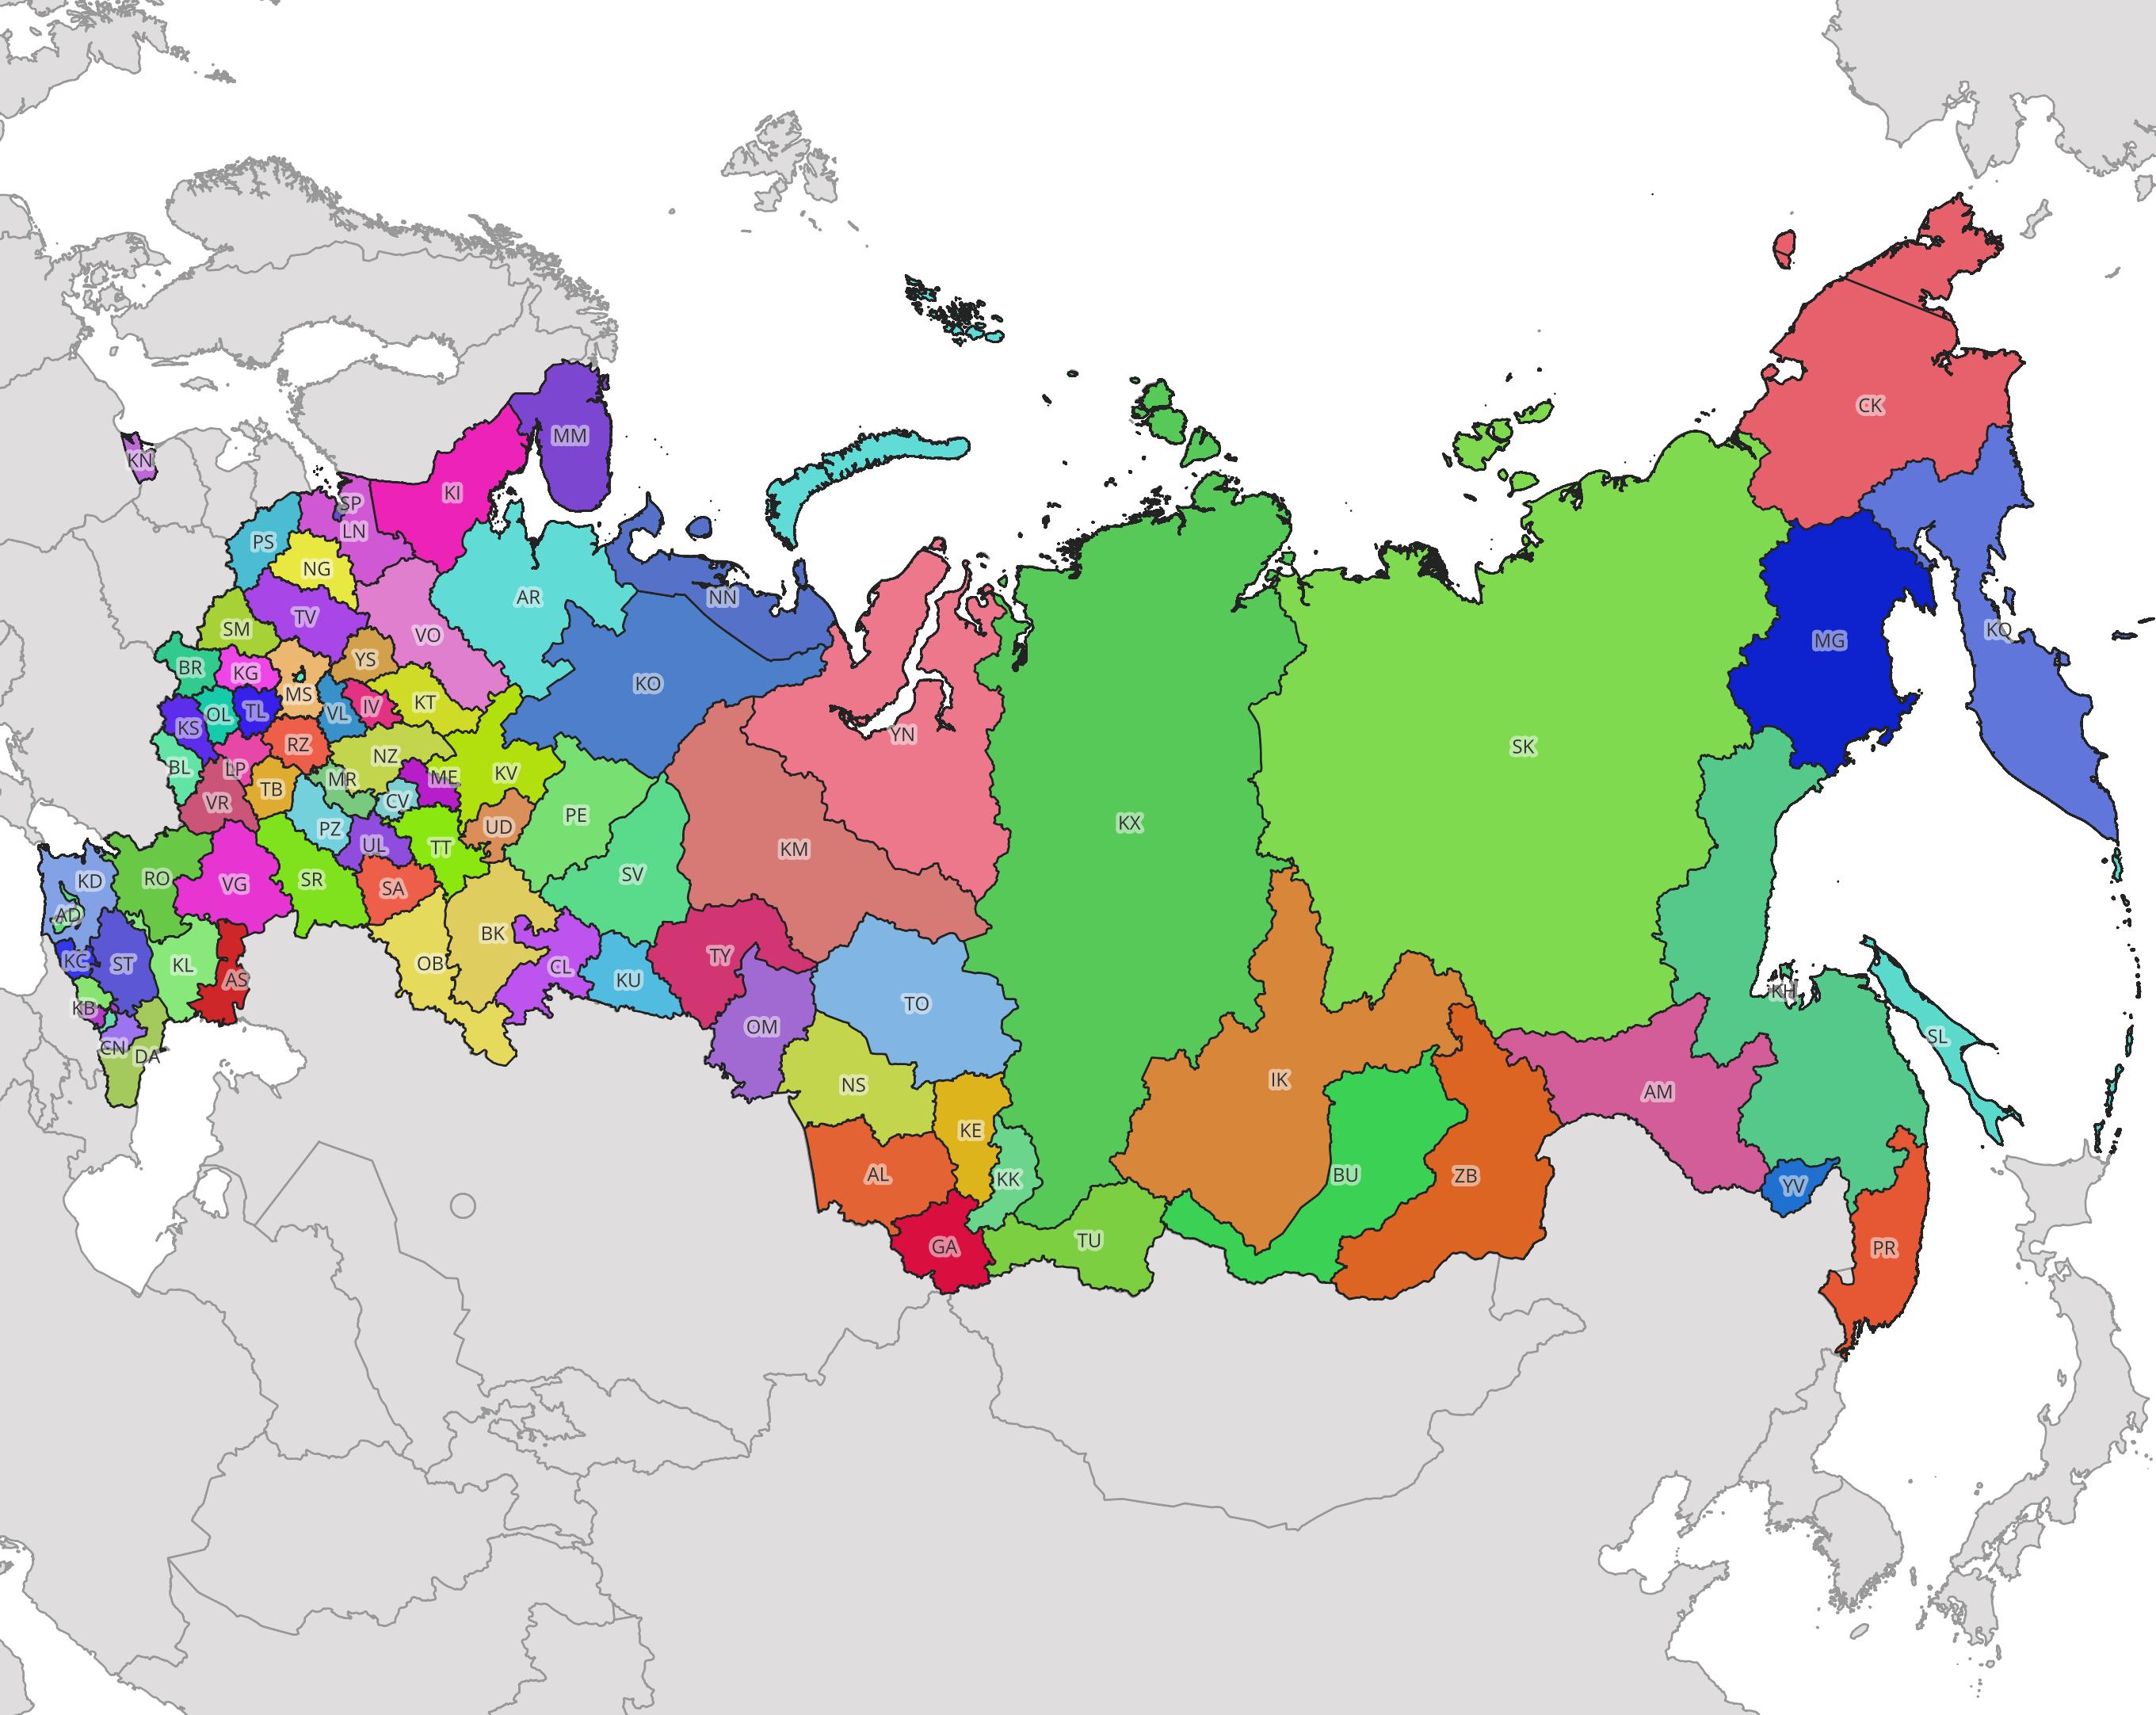 CK
MM
KN
KI
SP
LN
PS
NG
AR
NN
TV
SM
VO
KQ
MG
YS
BR
KG
KO
MS
KT
IV
VL
TL
OL
KS
YN
RZ
SK
NZ
BL
LP
KV
MR
ME
TB
CV
VR
PE
KX
PZ
UD
UL
TT
KM
SV
RO
KD
SR
VG
SA
AD
BK
TY
KC
ST
KL
OB
CL
AS
KU
KH
TO
KB
OM
SL
CN
DA
IK
NS
AM
KE
AL
KK
BU
ZB
YV
TU
GA
PR